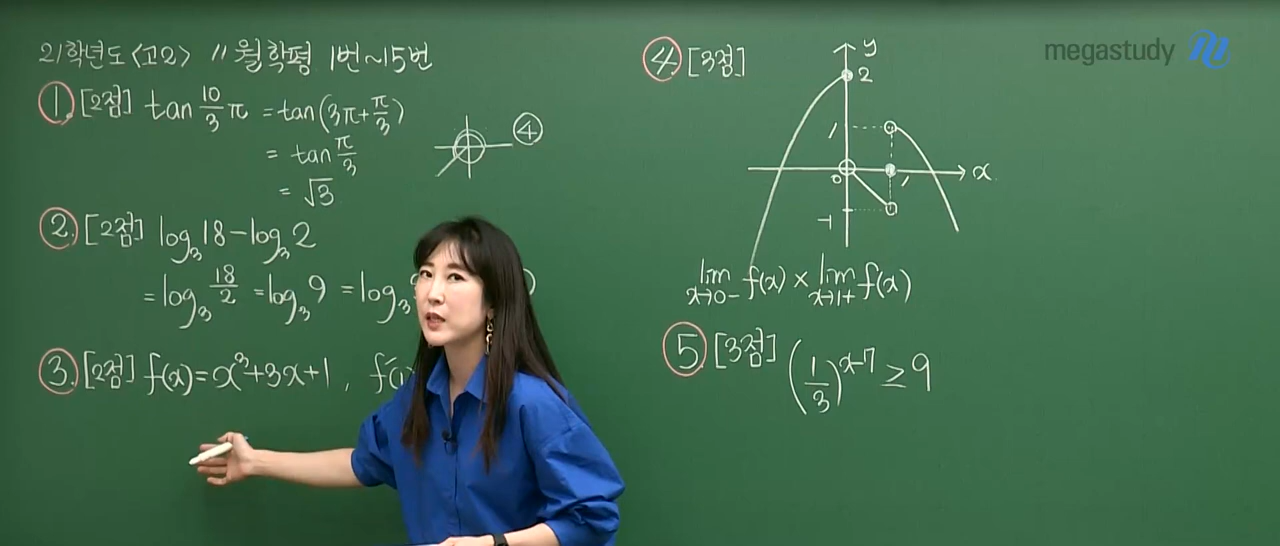 21학년도 <고2> 11월 학평 1번~15번
1. [2점] tan 10/3 π = tan(3π+π/3)
= tan π/3
= √3
④
2. [2점] log₃18 - log₃2
= log₃ 18/2 = log₃9 = log₃
3. [2점] f(x)=x³+3x+1, f'(1)
4. [3점]
y
2
1
0
1
x
-1
lim x→0- f(x) × lim x→1+ f(x)
5. [3점] (1/3)^(x-7) ≥ 9
megastudy